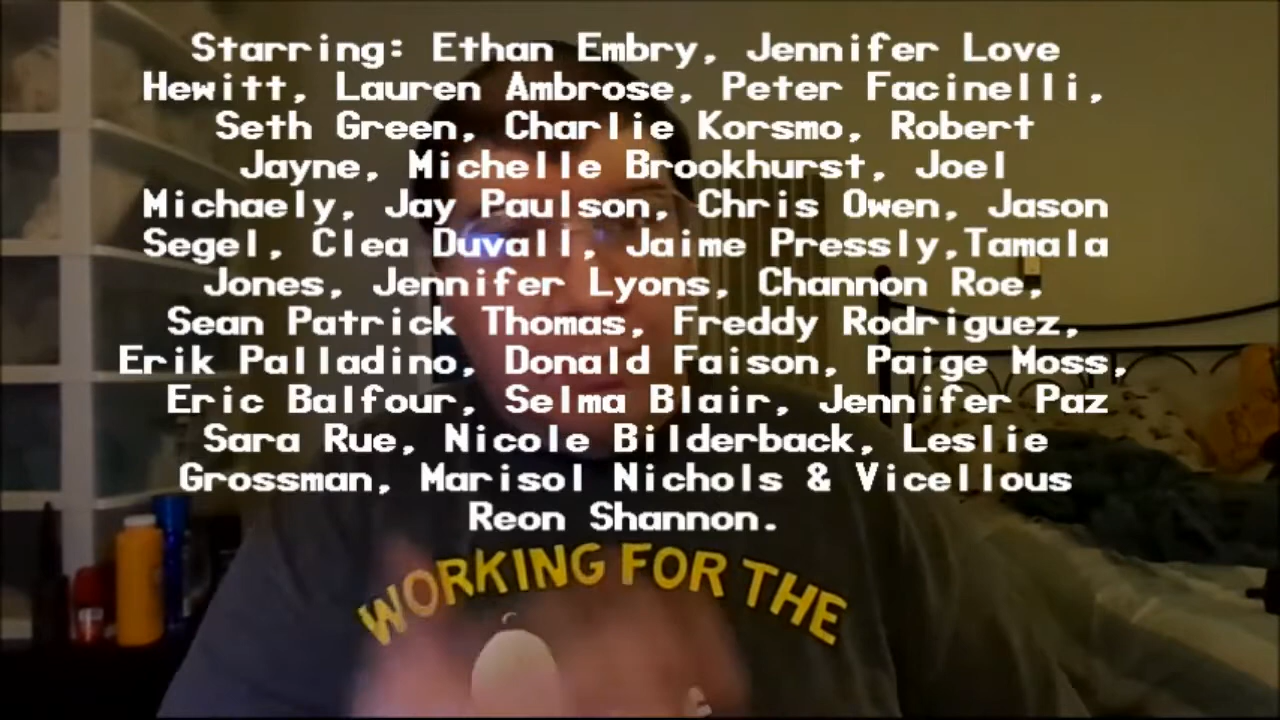 Starring: Ethan Embry, Jennifer Love
Hewitt, Lauren Ambrose, Peter Facinelli,
Seth Green, Charlie Korsmo, Robert
Jayne, Michelle Brookhurst, Joel
Michaely, Jay Paulson, Chris Owen, Jason
Segel, Clea Duvall, Jaime Pressly,Tamala
Jones, Jennifer Lyons, Channon Roe,
Sean Patrick Thomas, Freddy Rodriguez,
Erik Palladino, Donald Faison, Paige Moss,
Eric Balfour, Selma Blair, Jennifer Paz
Sara Rue, Nicole Bilderback, Leslie
Grossman, Marisol Nichols & Vicellous
Reon Shannon.
WORKING FOR THE